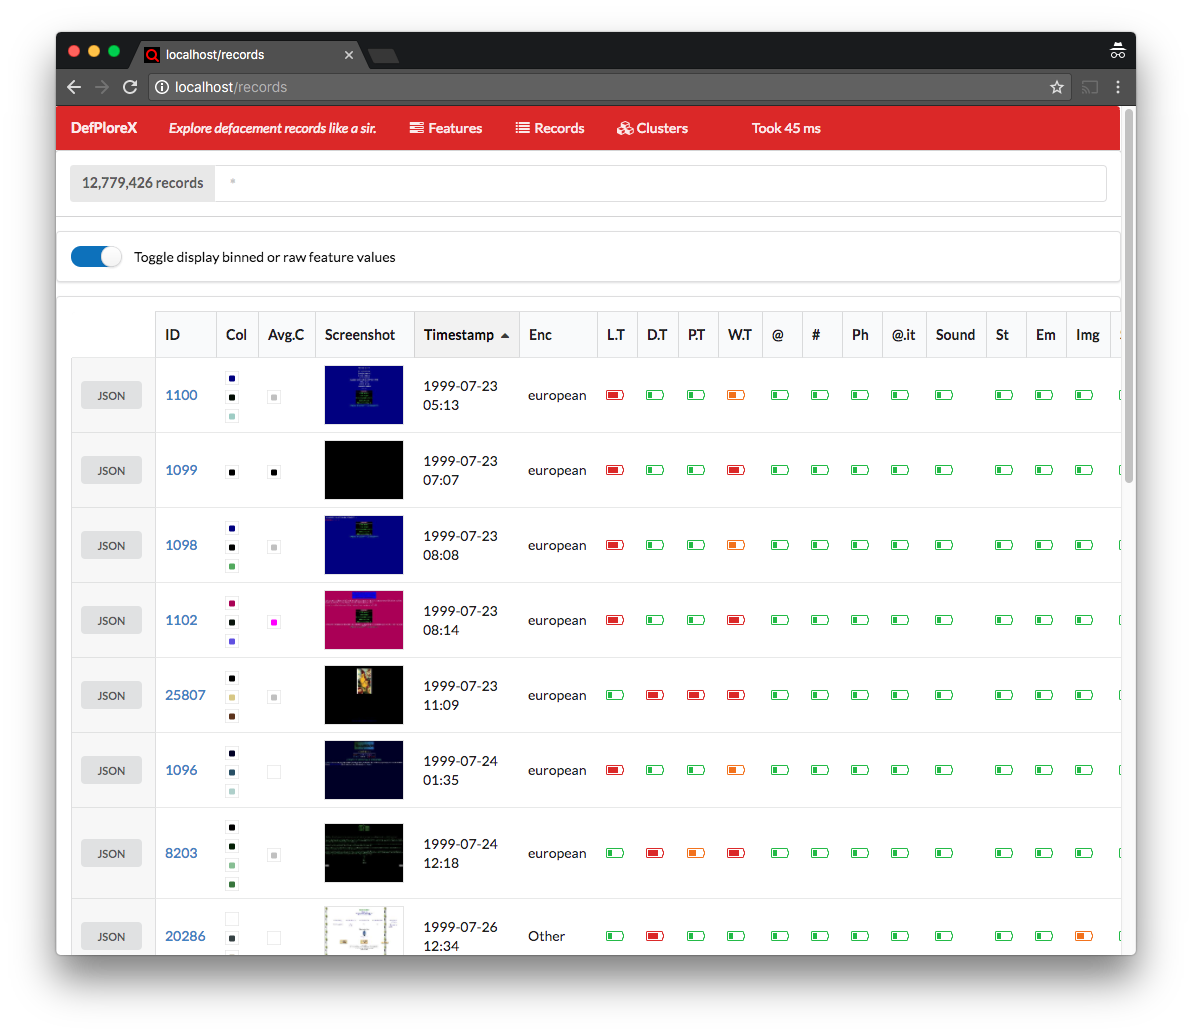 localhost/records
localhost/records
DefPloreX Explore defacement records like a sir. Features Records Clusters Took 45 ms
12,779,426 records *
Toggle display binned or raw feature values
ID Col Avg.C Screenshot Timestamp Enc L.T D.T P.T W.T @ # Ph @.it Sound St Em Img
JSON 1100 1999-07-23 05:13 european
JSON 1099 1999-07-23 07:07 european
JSON 1098 1999-07-23 08:08 european
JSON 1102 1999-07-23 08:14 european
JSON 25807 1999-07-23 11:09 european
JSON 1096 1999-07-24 01:35 european
JSON 8203 1999-07-24 12:18 european
JSON 20286 1999-07-26 12:34 Other